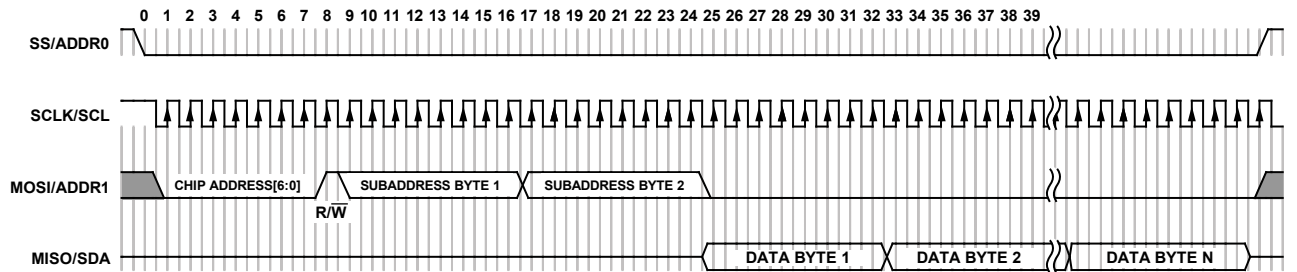 0 1 2 3 4 5 6 7 8 9 10 11 12 13 14 15 16 17 18 19 20 21 22 23 24 25 26 27 28 29 30 31 32 33 34 35 36 37 38 39
SS/ADDR0
SCLK/SCL
MOSI/ADDR1 CHIP ADDRESS[6:0] SUBADDRESS BYTE 1 SUBADDRESS BYTE 2
R/W̅
MISO/SDA DATA BYTE 1 DATA BYTE 2 DATA BYTE N